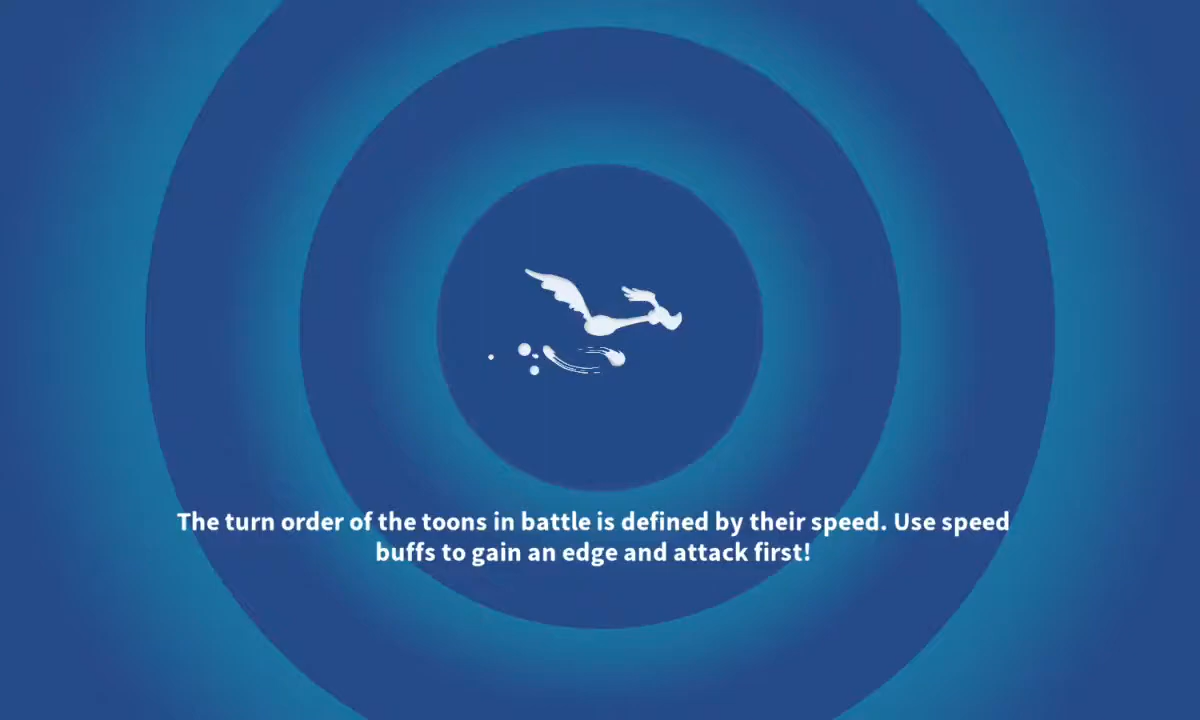 The turn order of the toons in battle is defined by their speed. Use speed
buffs to gain an edge and attack first!